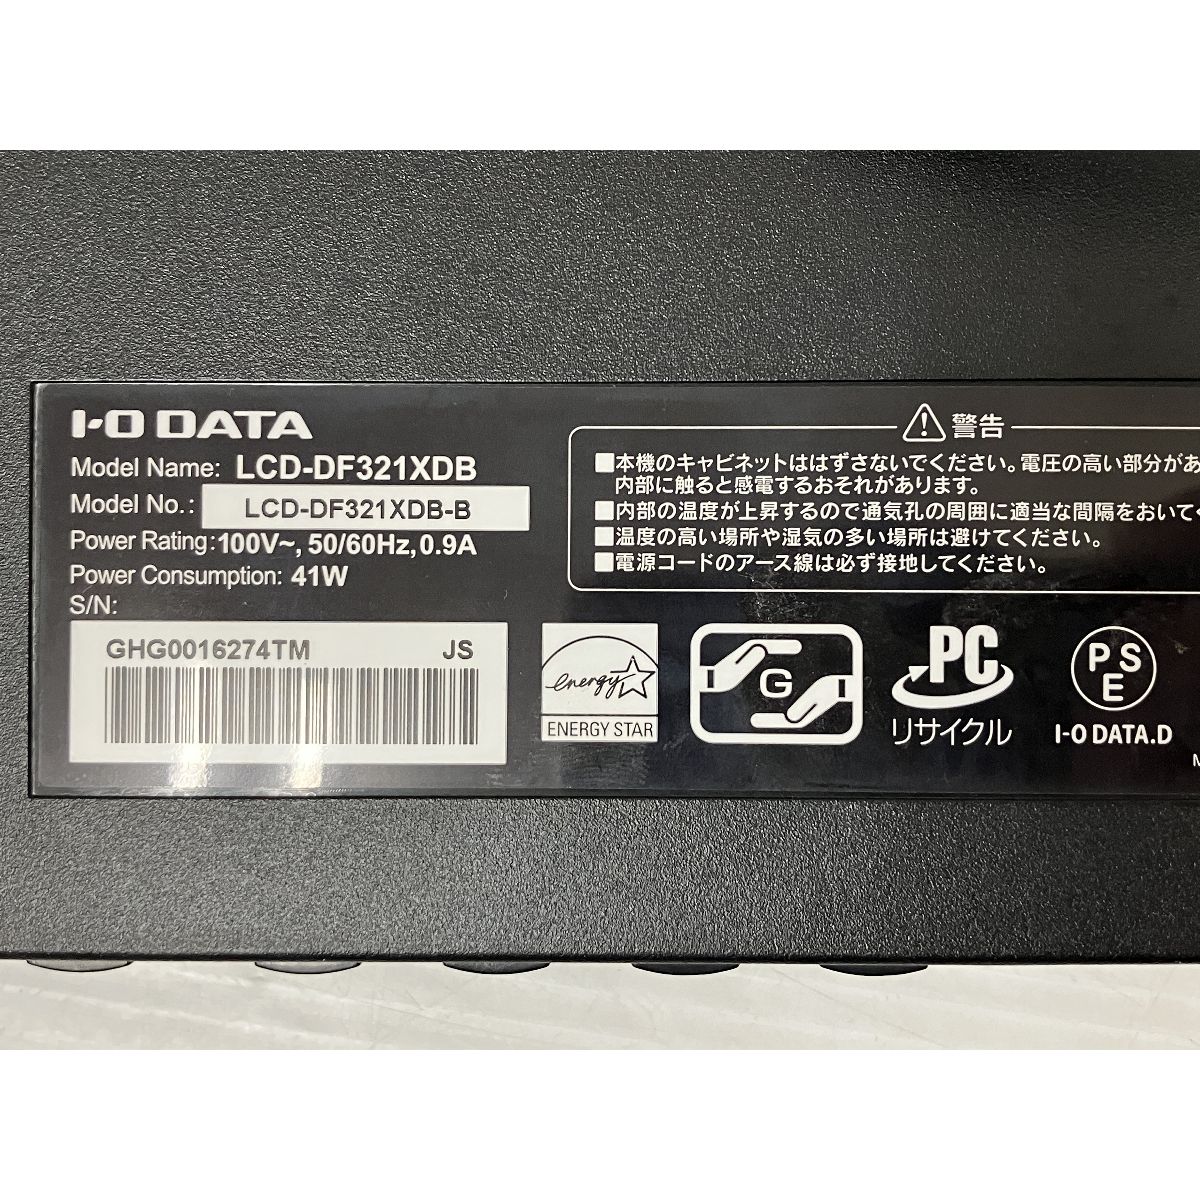 I-O DATA
Model Name: LCD-DF321XDB
Model No.: LCD-DF321XDB-B
Power Rating: 100V~, 50/60Hz, 0.9A
Power Consumption: 41W
S/N:
GHG0016274TM JS
energy
ENERGY STAR
警告
■本機のキャビネットははずさないでください。電圧の高い部分があ
内部に触ると感電するおそれがあります。
■内部の温度が上昇するので通気孔の周囲に適当な間隔をおいて
■温度の高い場所や湿気の多い場所は避けてください。
■電源コードのアース線は必ず接地してください。
G
PC
リサイクル
PS
E
I-O DATA.D